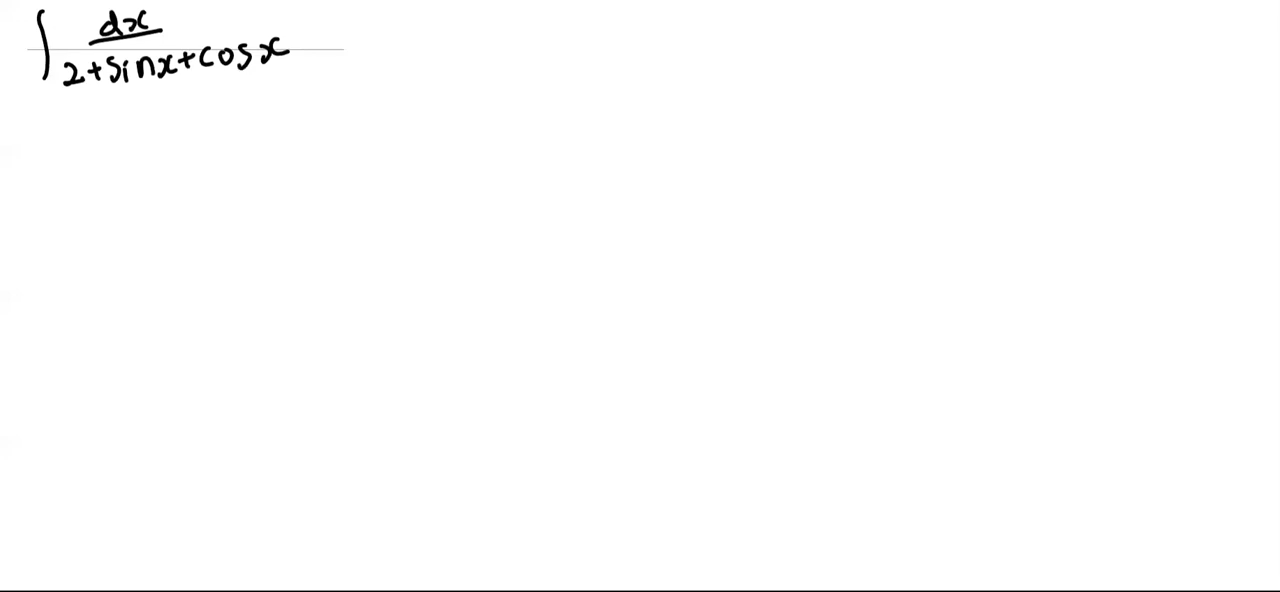 ∫ dx / (2+sinx+cosx)